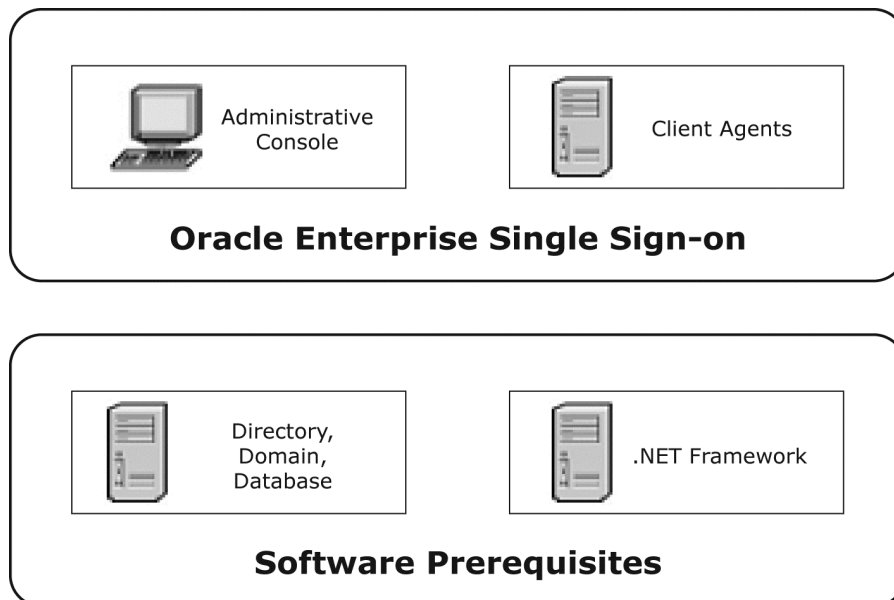 Administrative
Console
Client Agents
Oracle Enterprise Single Sign-on
Directory,
Domain,
Database
.NET Framework
Software Prerequisites